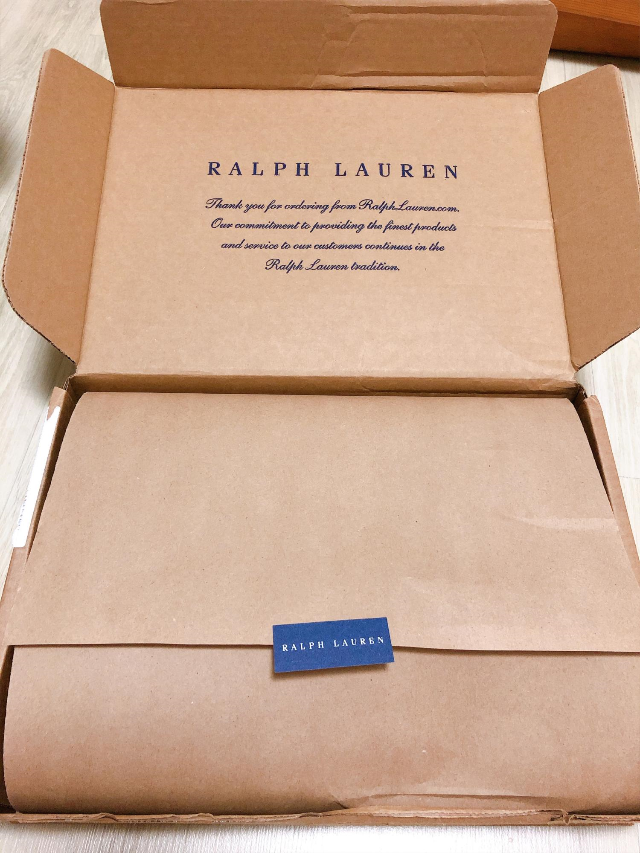 RALPH LAUREN
Thank you for ordering from RalphLauren.com.
Our commitment to providing the finest products
and service to our customers continues in the
Ralph Lauren tradition.
RALPH LAUREN